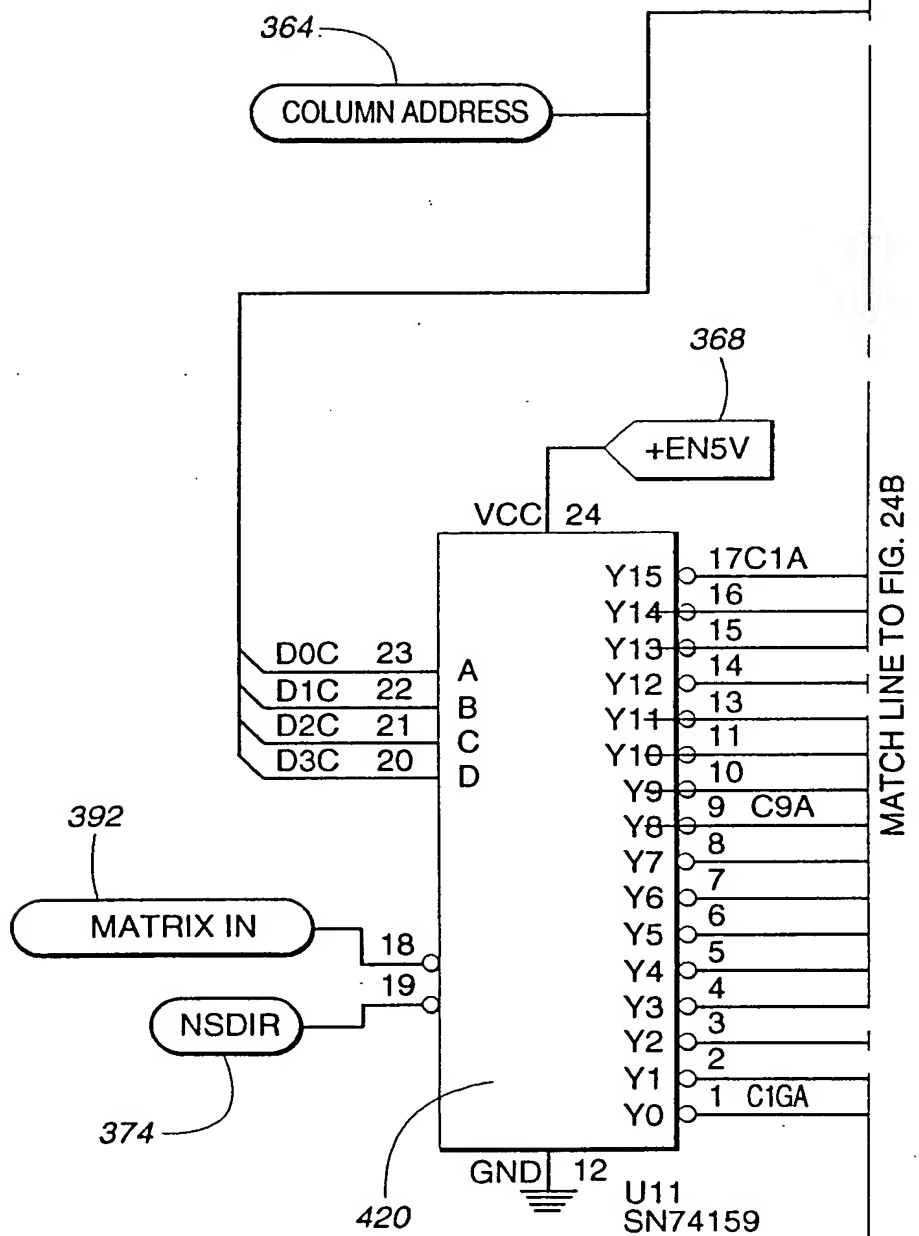 364
COLUMN ADDRESS
368
+EN5V
VCC 24
Y15 17C1A
Y14 16
Y13 15
D0C 23 A
Y12 14
D1C 22 B
Y11 13
D2C 21 C
Y10 11
D3C 20 D
Y9 10
Y8 9 C9A
Y7 8
Y6 7
Y5 6
Y4 5
Y3 4
Y2 3
Y1 2
Y0 1 C1GA
MATCH LINE TO FIG. 24B
392
MATRIX IN
18
19
NSDIR
374
GND 12
420
U11
SN74159